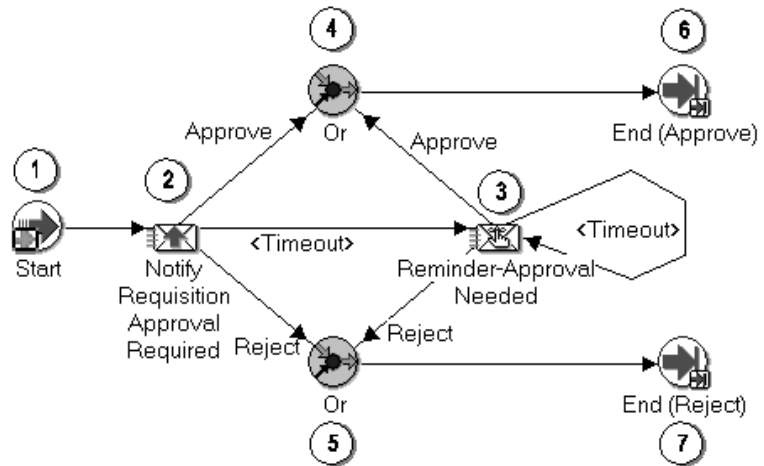 4
6
Or
End (Approve)
Approve
Approve
1
2
3
<Timeout>
<Timeout>
Start
Notify
Requisition
Approval
Required
Reminder-Approval
Needed
Reject
Reject
Or
End (Reject)
5
7